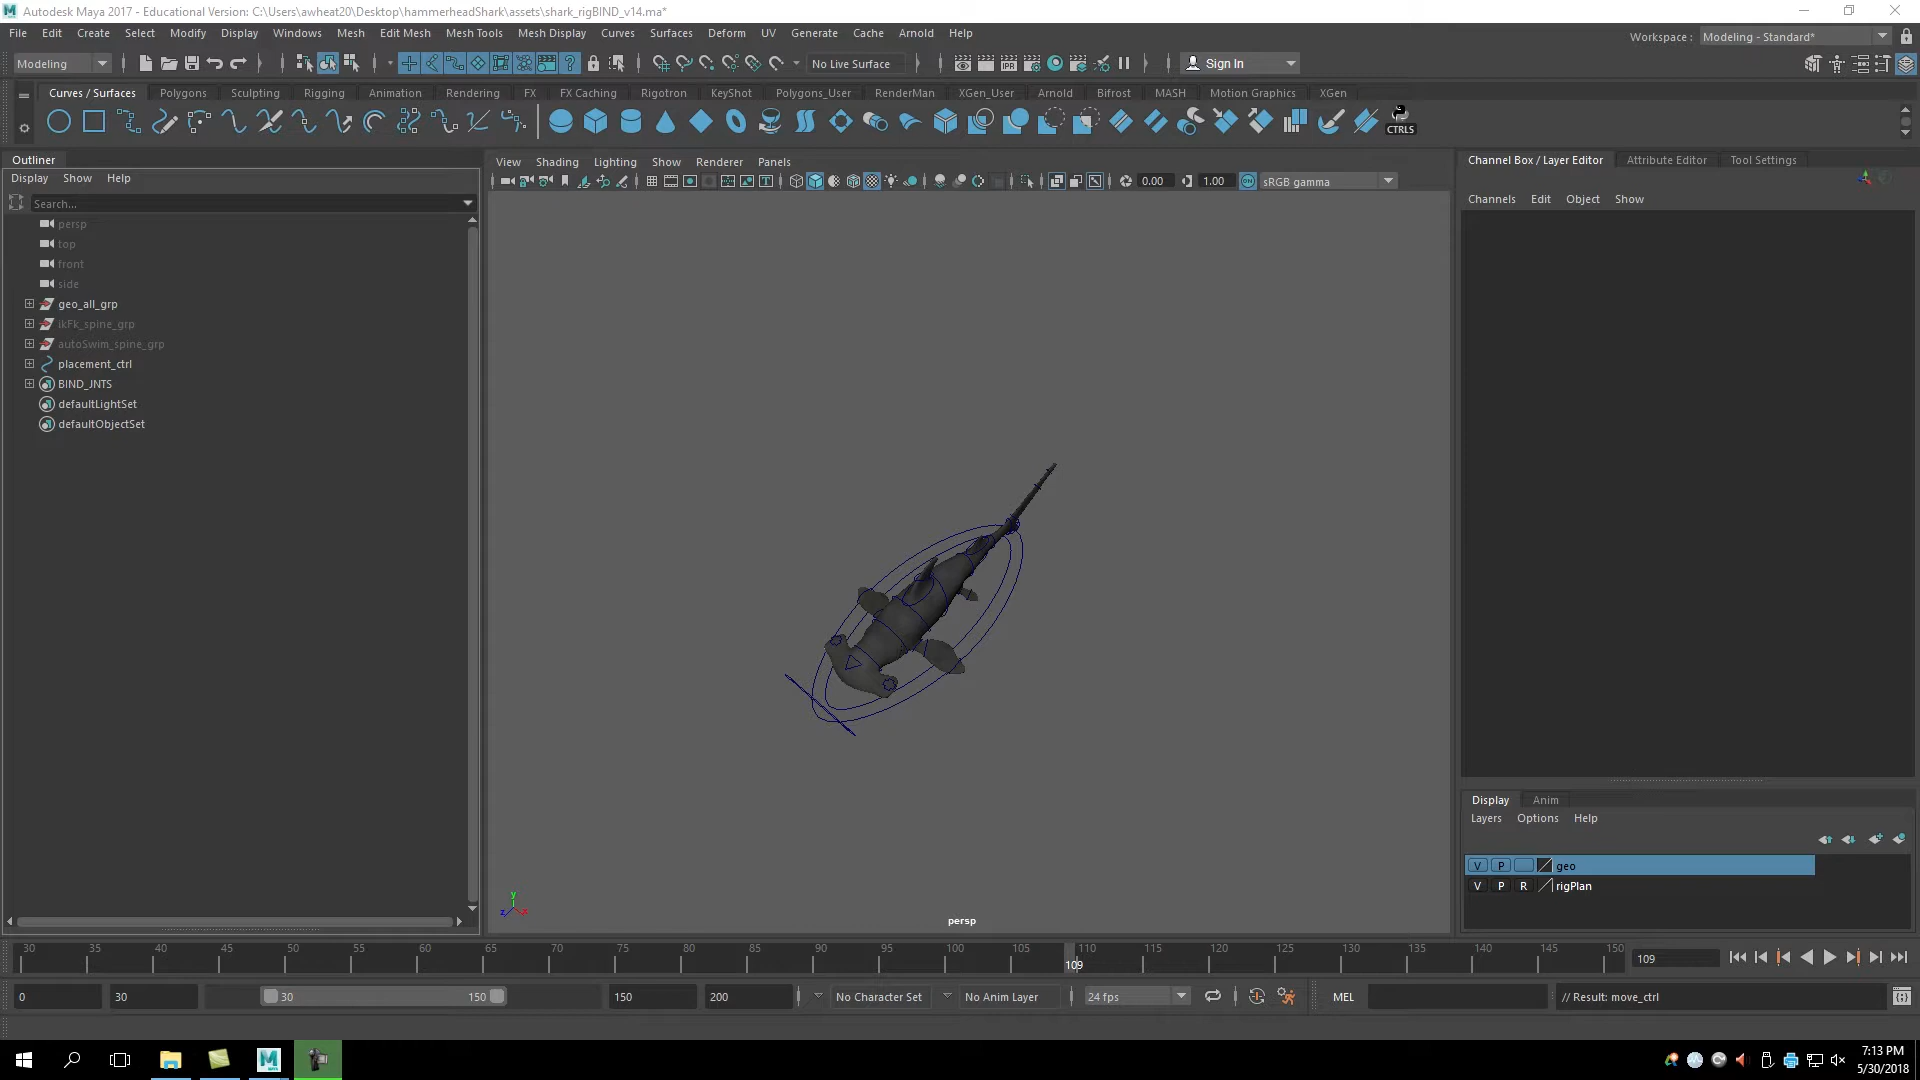 Autodesk Maya 2017 - Educational Version: C:\Users\awheat20\Desktop\hammerheadShark\assets\shark_rigBIND_v14.ma*
File Edit Create Select Modify Display Windows Mesh Edit Mesh Mesh Tools Mesh Display Curves Surfaces Deform UV Generate Cache Arnold Help
Workspace : Modeling - Standard*
Modeling No Live Surface Sign In
Curves / Surfaces Polygons Sculpting Rigging Animation Rendering FX FX Caching Rigotron KeyShot Polygons_User RenderMan XGen_User Arnold Bifrost MASH Motion Graphics XGen
CTRLS
Outliner
Display Show Help
Search...
persp
top
front
side
geo_all_grp
ikFk_spine_grp
autoSwim_spine_grp
placement_ctrl
BIND_JNTS
defaultLightSet
defaultObjectSet
View Shading Lighting Show Renderer Panels
0.00 1.00 sRGB gamma
y
z x
persp
Channel Box / Layer Editor Attribute Editor Tool Settings
Channels Edit Object Show
Display Anim
Layers Options Help
V P geo
V P R rigPlan
30 35 40 45 50 55 60 65 70 75 80 85 90 95 100 105 110 115 120 125 130 135 140 145 150
109
109
0 30 30 150 150 200 No Character Set No Anim Layer 24 fps MEL // Result: move_ctrl
7:13 PM
5/30/2018